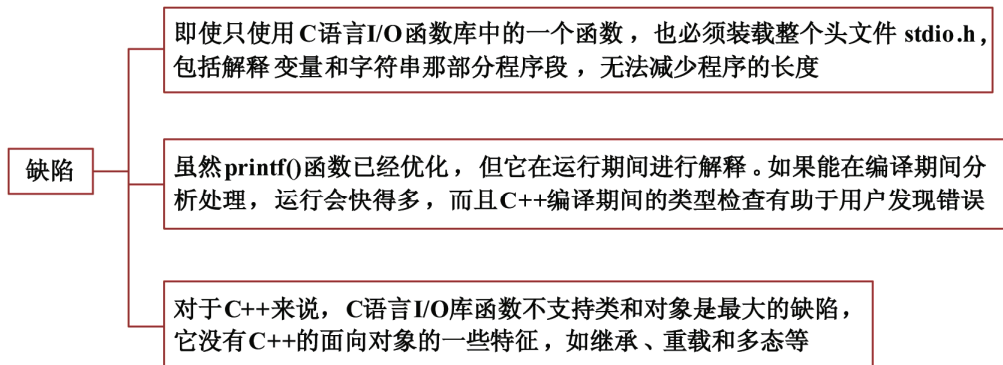 即使只使用C语言I/O函数库中的一个函数，也必须装载整个头文件 stdio.h，
包括解释变量和字符串那部分程序段，无法减少程序的长度
缺陷
虽然printf()函数已经优化，但它在运行期间进行解释。如果能在编译期间分
析处理，运行会快得多，而且C++编译期间的类型检查有助于用户发现错误
对于C++来说，C语言I/O库函数不支持类和对象是最大的缺陷，
它没有C++的面向对象的一些特征，如继承、重载和多态等